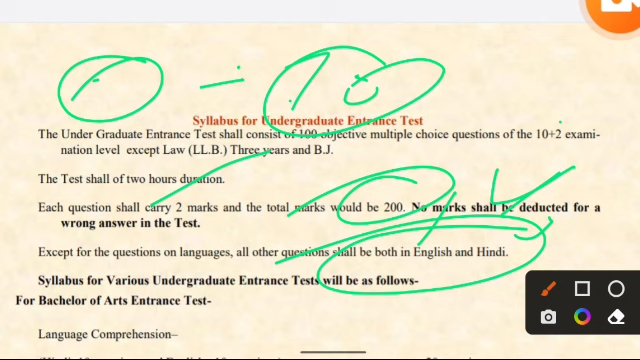 Syllabus for Undergraduate Entrance Test
The Under Graduate Entrance Test shall consist of 100 objective multiple choice questions of the 10+2 exami-
nation level except Law (LL.B.) Three years and B.J.
The Test shall of two hours duration.
Each question shall carry 2 marks and the total marks would be 200. No marks shall be deducted for a
wrong answer in the Test.
Except for the questions on languages, all other questions shall be both in English and Hindi.
Syllabus for Various Undergraduate Entrance Tests will be as follows-
For Bachelor of Arts Entrance Test-
Language Comprehension–